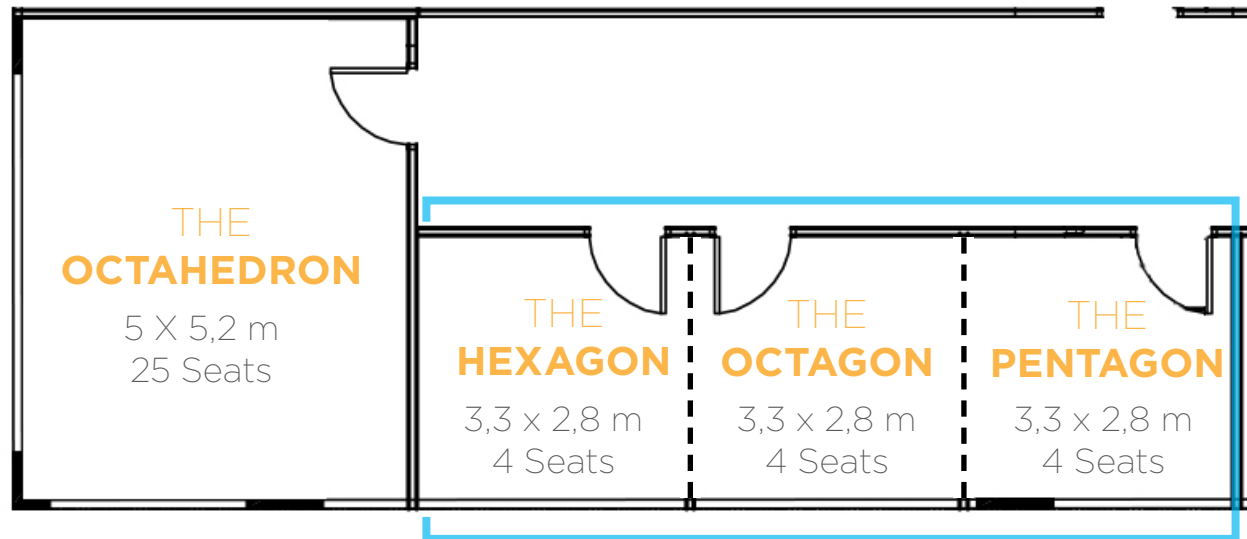 THE
OCTAHEDRON
5 X 5,2 m
25 Seats
THE
HEXAGON
3,3 x 2,8 m
4 Seats
THE
OCTAGON
3,3 x 2,8 m
4 Seats
THE
PENTAGON
3,3 x 2,8 m
4 Seats